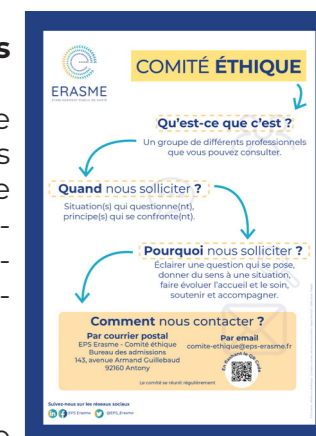 s
e
s
e
-
-
-
e
ERASME
ÉTABLISSEMENT PUBLIC DE SANTÉ
COMITÉ ÉTHIQUE
Qu'est-ce que c'est ?
Un groupe de différents professionnels
que vous pouvez consulter.
Quand nous solliciter ?
Situation(s) qui questionne(nt),
principe(s) qui se confronte(nt).
Pourquoi nous solliciter ?
Éclairer une question qui se pose,
donner du sens à une situation,
faire évoluer l'accueil et le soin,
soutenir et accompagner.
Comment nous contacter ?
Par courrier postal
EPS Erasme - Comité éthique
Bureau des admissions
143, avenue Armand Guillebaud
92160 Antony
Par email
comite-ethique@eps-erasme.fr
En flashant le QR Code
Le comité se réunit régulièrement
Suivez-nous sur les réseaux sociaux
EPS Erasme @EPS_Erasme